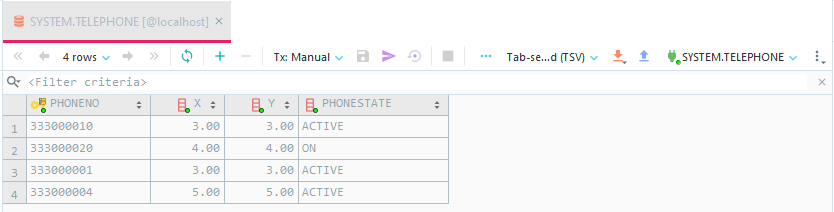 SYSTEM.TELEPHONE [@localhost]
4 rows Tx: Manual Tab-se...d (TSV) SYSTEM.TELEPHONE
<Filter criteria>
PHONENO X Y PHONESTATE
1 333000010 3.00 3.00 ACTIVE
2 333000020 4.00 4.00 ON
3 333000001 3.00 3.00 ACTIVE
4 333000004 5.00 5.00 ACTIVE